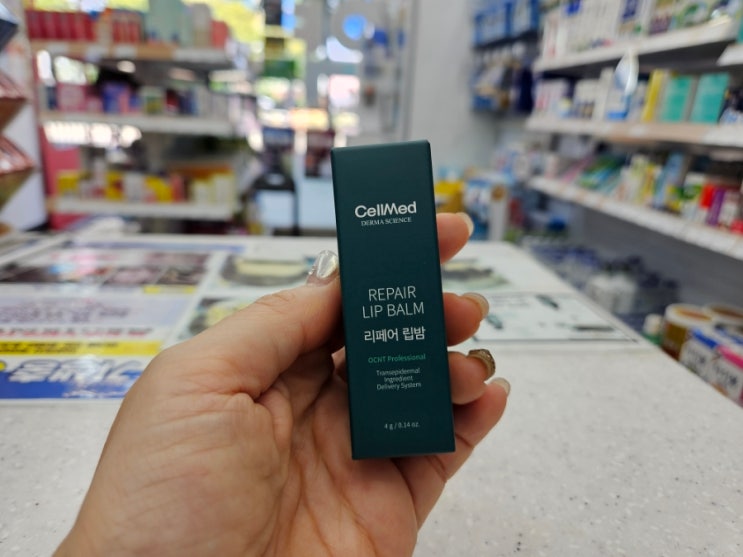 CellMed
DERMA SCIENCE
REPAIR
LIP BALM
리페어 립밤
OCNT Professional
Transepidermal
Ingredient
Delivery System
4 g / 0.14 oz.